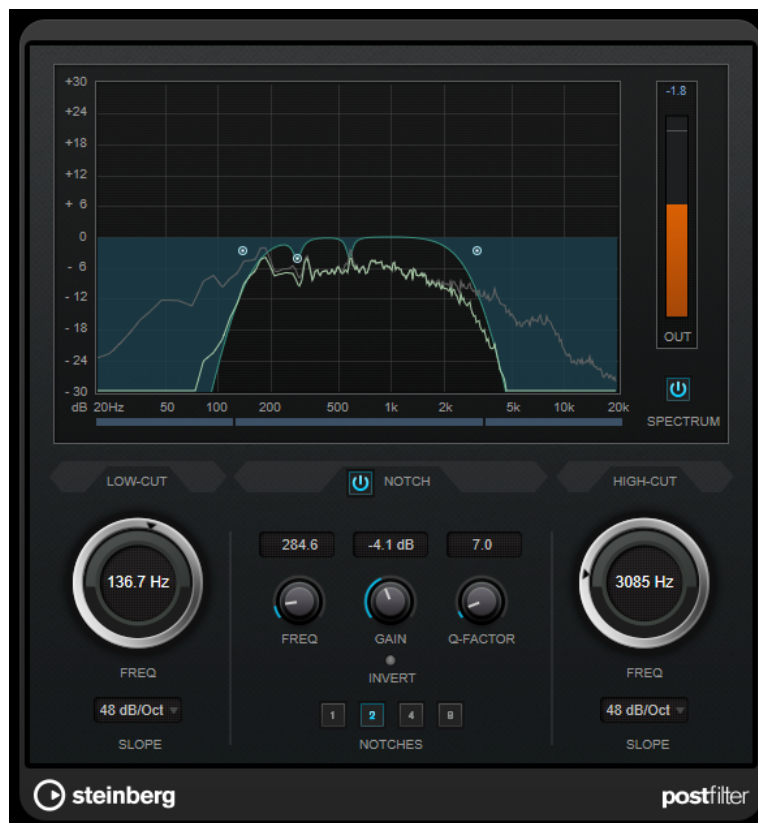 +30
-1.8
+24
+18
+12
+ 6
0
- 6
- 12
- 18
- 24
- 30
OUT
dB 20Hz 50 100 200 500 1k 2k 5k 10k 20k
SPECTRUM
LOW-CUT
NOTCH
HIGH-CUT
284.6
-4.1 dB
7.0
136.7 Hz
3085 Hz
FREQ
GAIN
Q-FACTOR
FREQ
INVERT
FREQ
48 dB/Oct
1 2 4 8
48 dB/Oct
SLOPE
NOTCHES
SLOPE
steinberg
postfilter